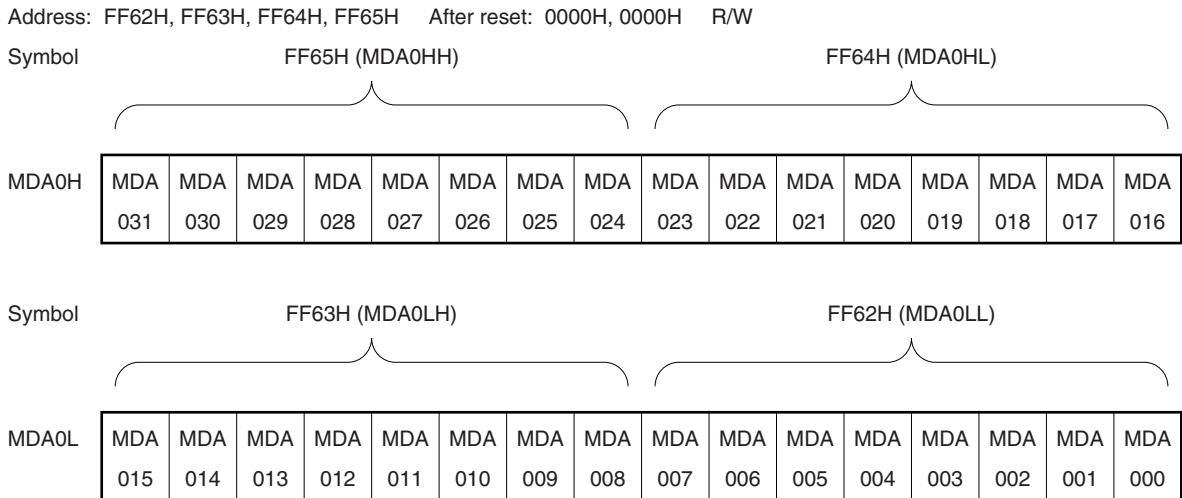 Address: FF62H, FF63H, FF64H, FF65H After reset: 0000H, 0000H R/W
Symbol FF65H (MDA0HH) FF64H (MDA0HL)
MDA0H MDA MDA MDA MDA MDA MDA MDA MDA MDA MDA MDA MDA MDA MDA MDA MDA
031 030 029 028 027 026 025 024 023 022 021 020 019 018 017 016
Symbol FF63H (MDA0LH) FF62H (MDA0LL)
MDA0L MDA MDA MDA MDA MDA MDA MDA MDA MDA MDA MDA MDA MDA MDA MDA MDA
015 014 013 012 011 010 009 008 007 006 005 004 003 002 001 000